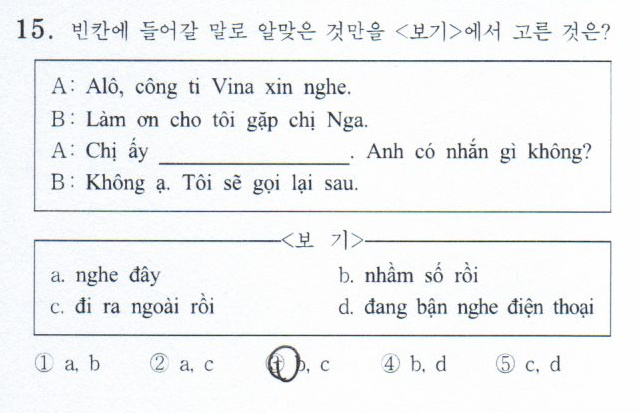 15. 빈칸에 들어갈 말로 알맞은 것만을 <보기>에서 고른 것은?
A: Alô, công ti Vina xin nghe.
B: Làm ơn cho tôi gặp chị Nga.
A: Chị ấy ____________. Anh có nhắn gì không?
B: Không ạ. Tôi sẽ gọi lại sau.
<보 기>
a. nghe đây b. nhầm số rồi
c. đi ra ngoài rồi d. đang bận nghe điện thoại
① a, b ② a, c ③ b, c ④ b, d ⑤ c, d